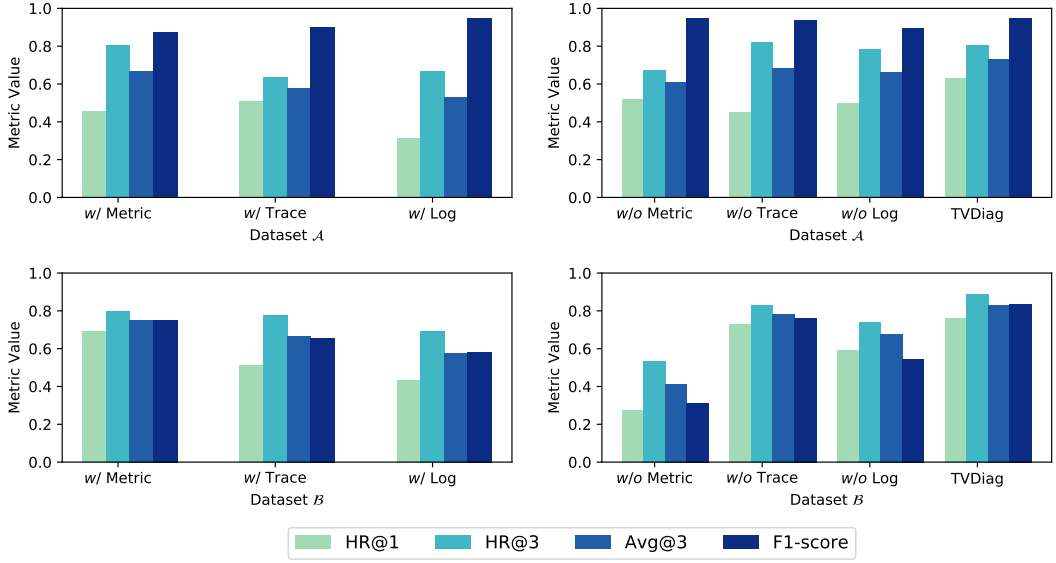 1.0
0.8
0.6
0.4
0.2
0.0
Metric Value
w/ Metric w/ Trace w/ Log
Dataset 𝒜
1.0
0.8
0.6
0.4
0.2
0.0
Metric Value
w/o Metric w/o Trace w/o Log TVDiag
Dataset 𝒜
1.0
0.8
0.6
0.4
0.2
0.0
Metric Value
w/ Metric w/ Trace w/ Log
Dataset ℬ
1.0
0.8
0.6
0.4
0.2
0.0
Metric Value
w/o Metric w/o Trace w/o Log TVDiag
Dataset ℬ
HR@1 HR@3 Avg@3 F1-score